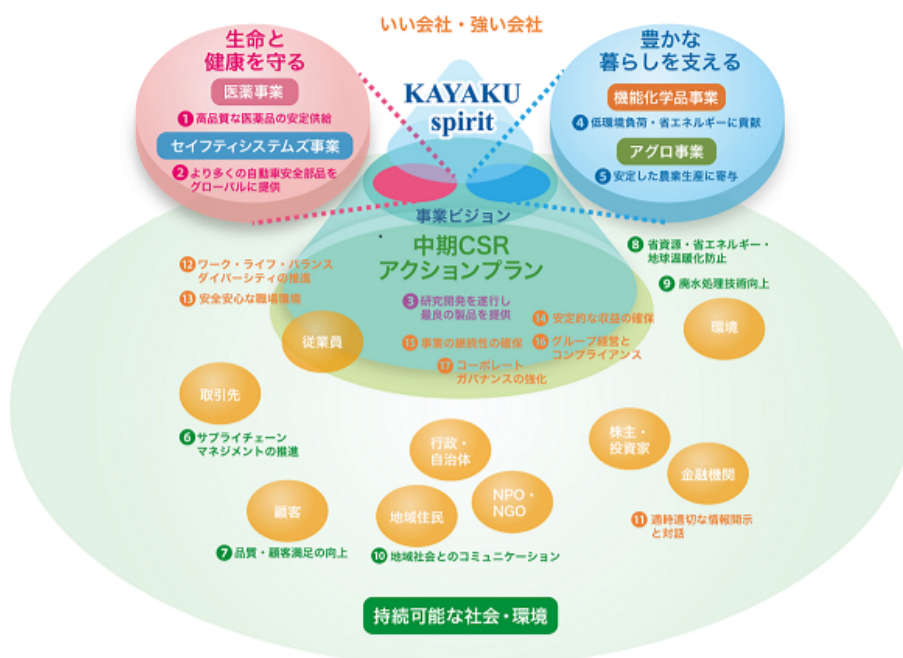 いい会社・強い会社
生命と
健康を守る
医薬事業
1 高品質な医薬品の安定供給
セイフティシステムズ事業
2 より多くの自動車安全部品を
グローバルに提供
KAYAKU
spirit
豊かな
暮らしを支える
機能化学品事業
4 低環境負荷・省エネルギーに貢献
アグロ事業
5 安定した農業生産に寄与
事業ビジョン
中期CSR
アクションプラン
3 研究開発を遂行し
最良の製品を提供
14 安定的な収益の確保
15 事業の継続性の確保
16 グループ経営と
コンプライアンス
17 コーポレート
ガバナンスの強化
12 ワーク・ライフ・バランス
ダイバーシティの推進
13 安全安心な職場環境
従業員
8 省資源・省エネルギー・
地球温暖化防止
9 廃水処理技術向上
環境
取引先
6 サプライチェーン
マネジメントの推進
顧客
7 品質・顧客満足の向上
行政・
自治体
地域住民
NPO・
NGO
10 地域社会とのコミュニケーション
株主・
投資家
金融機関
11 適時適切な情報開示
と対話
持続可能な社会・環境